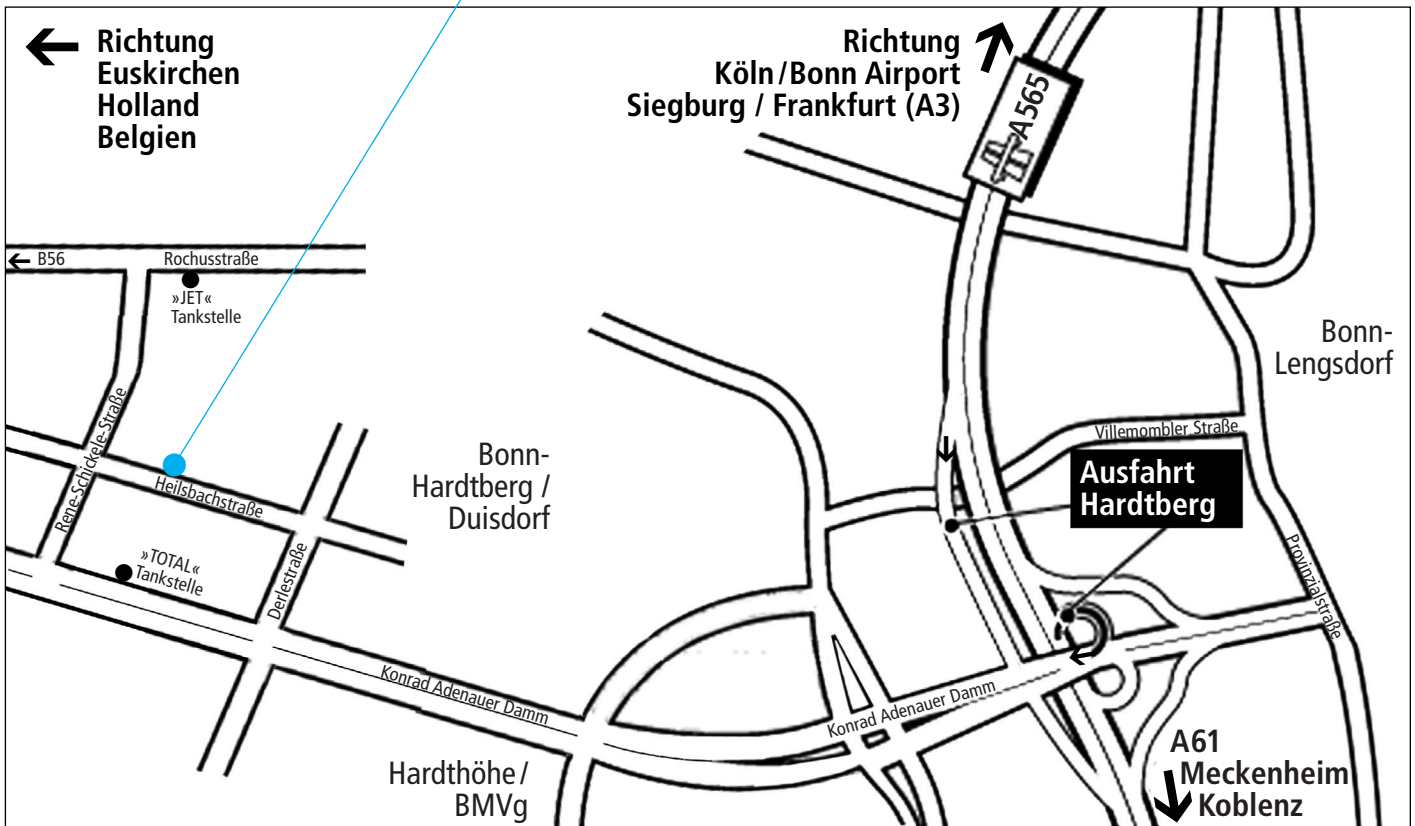 Richtung
Euskirchen
Holland
Belgien
Richtung
Köln/Bonn Airport
Siegburg / Frankfurt (A3)
A565
B56
Rochusstraße
»JET«
Tankstelle
Bonn-
Lengsdorf
Rene-Schickele-Straße
Heilsbachstraße
Bonn-
Hardtberg /
Duisdorf
Villemombler Straße
Ausfahrt
Hardtberg
»TOTAL«
Tankstelle
Derlestraße
Provinzialstraße
Konrad Adenauer Damm
Konrad Adenauer Damm
Hardthöhe/
BMVg
A61
Meckenheim
Koblenz